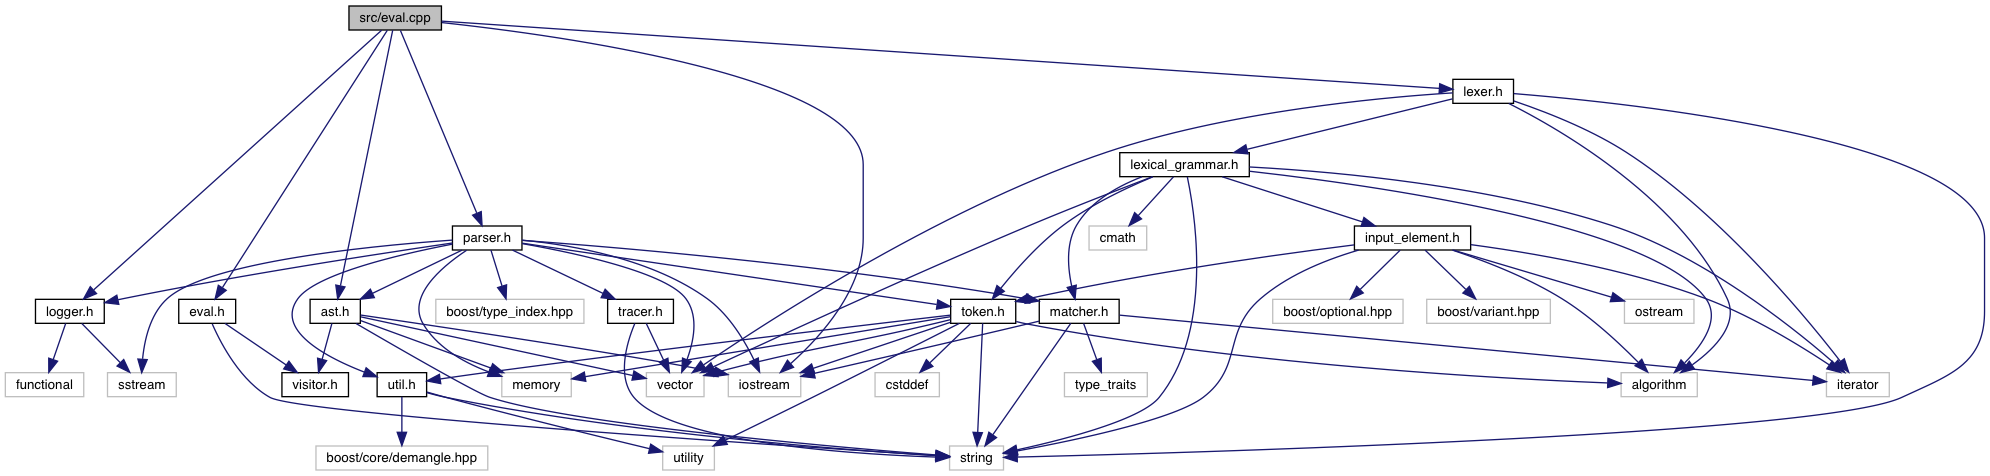 src/eval.cpp
lexer.h
lexical_grammar.h
parser.h
cmath
input_element.h
logger.h
eval.h
ast.h
boost/type_index.hpp
tracer.h
token.h
matcher.h
boost/optional.hpp
boost/variant.hpp
ostream
functional
sstream
visitor.h
util.h
memory
vector
iostream
cstddef
type_traits
algorithm
iterator
boost/core/demangle.hpp
utility
string